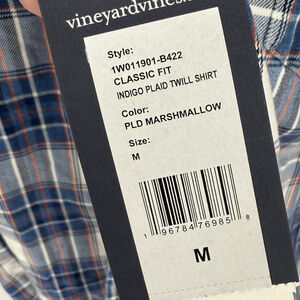 vineyardvines.
Style:
1W011901-B422
CLASSIC FIT
INDIGO PLAID TWILL SHIRT
Color:
PLD MARSHMALLOW
Size:
M
1 96784 76985 8
M